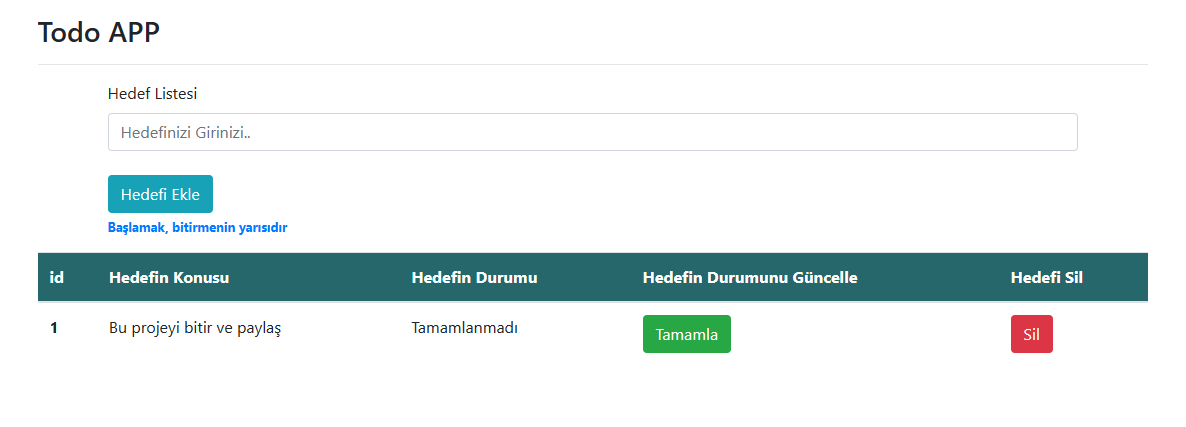 Todo APP
Hedef Listesi
Hedefinizi Girinizi..
Hedefi Ekle
Başlamak, bitirmenin yarısıdır
id Hedefin Konusu Hedefin Durumu Hedefin Durumunu Güncelle Hedefi Sil
1 Bu projeyi bitir ve paylaş Tamamlanmadı Tamamla Sil